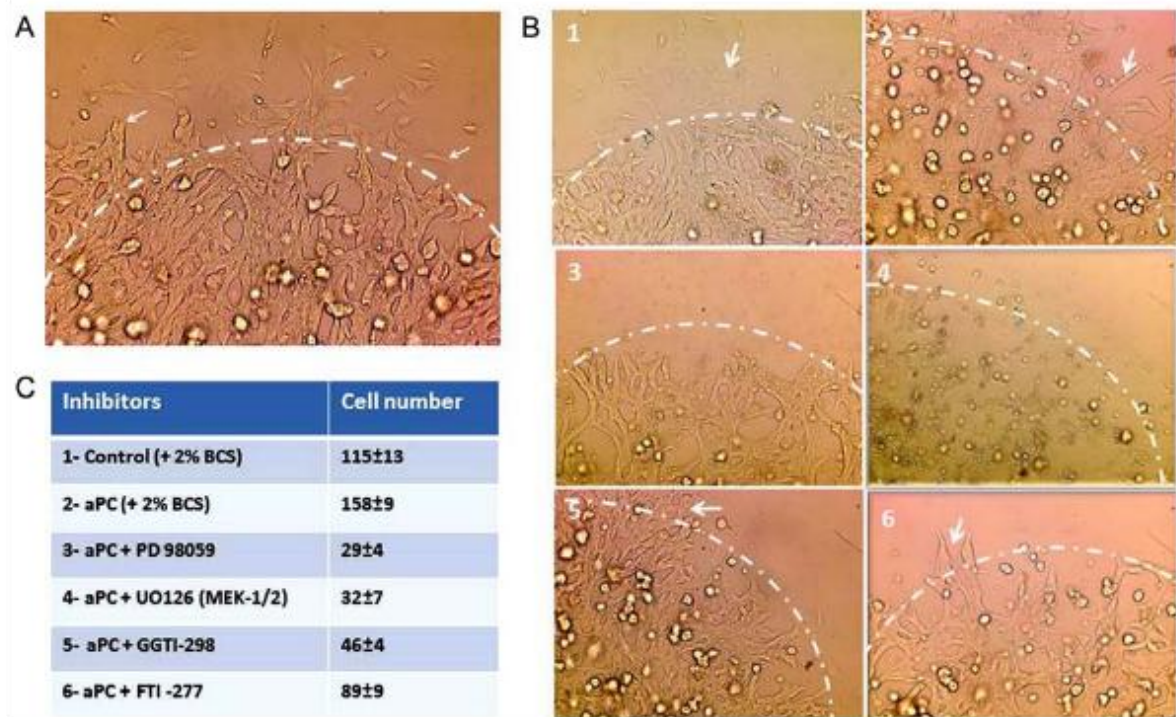 A
B
1
2
3
4
5
6
C
Inhibitors Cell number
1- Control (+ 2% BCS) 115±13
2- aPC (+ 2% BCS) 158±9
3- aPC + PD 98059 29±4
4- aPC + UO126 (MEK-1/2) 32±7
5- aPC + GGTI-298 46±4
6- aPC + FTI -277 89±9